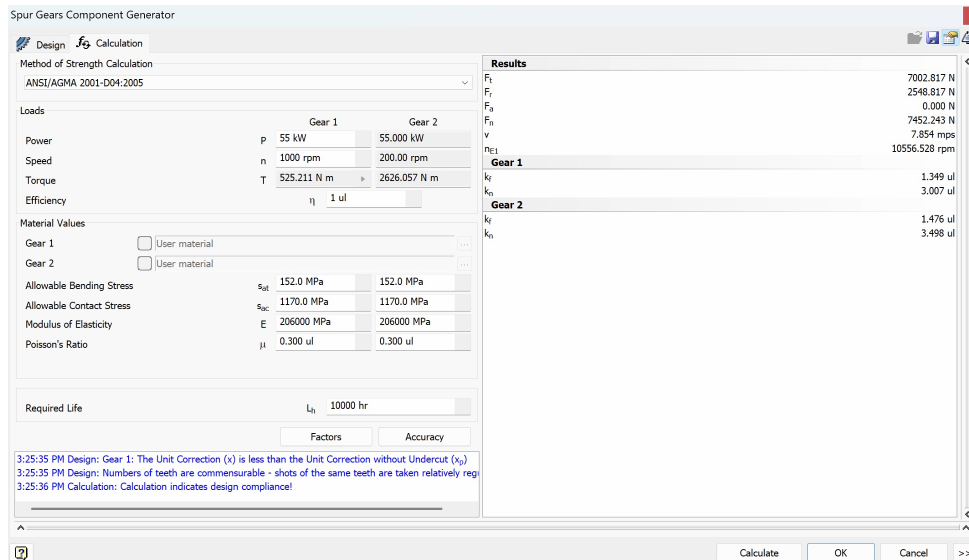 Spur Gears Component Generator
Design Calculation
Method of Strength Calculation
ANSI/AGMA 2001-D04:2005
Loads
Gear 1 Gear 2
Power P 55 kW 55.000 kW
Speed n 1000 rpm 200.00 rpm
Torque T 525.211 N m 2626.057 N m
Efficiency η 1 ul
Material Values
Gear 1 User material ...
Gear 2 User material ...
Allowable Bending Stress sat 152.0 MPa 152.0 MPa
Allowable Contact Stress sac 1170.0 MPa 1170.0 MPa
Modulus of Elasticity E 206000 MPa 206000 MPa
Poisson's Ratio μ 0.300 ul 0.300 ul
Required Life Lh 10000 hr
Factors Accuracy
3:25:35 PM Design: Gear 1: The Unit Correction (x) is less than the Unit Correction without Undercut (xp)
3:25:35 PM Design: Numbers of teeth are commensurable - shots of the same teeth are taken relatively regu
3:25:36 PM Calculation: Calculation indicates design compliance!
Results
Ft 7002.817 N
Fr 2548.817 N
Fa 0.000 N
Fn 7452.243 N
v 7.854 mps
nE1 10556.528 rpm
Gear 1
kf 1.349 ul
kn 3.007 ul
Gear 2
kf 1.476 ul
kn 3.498 ul
Calculate OK Cancel >>